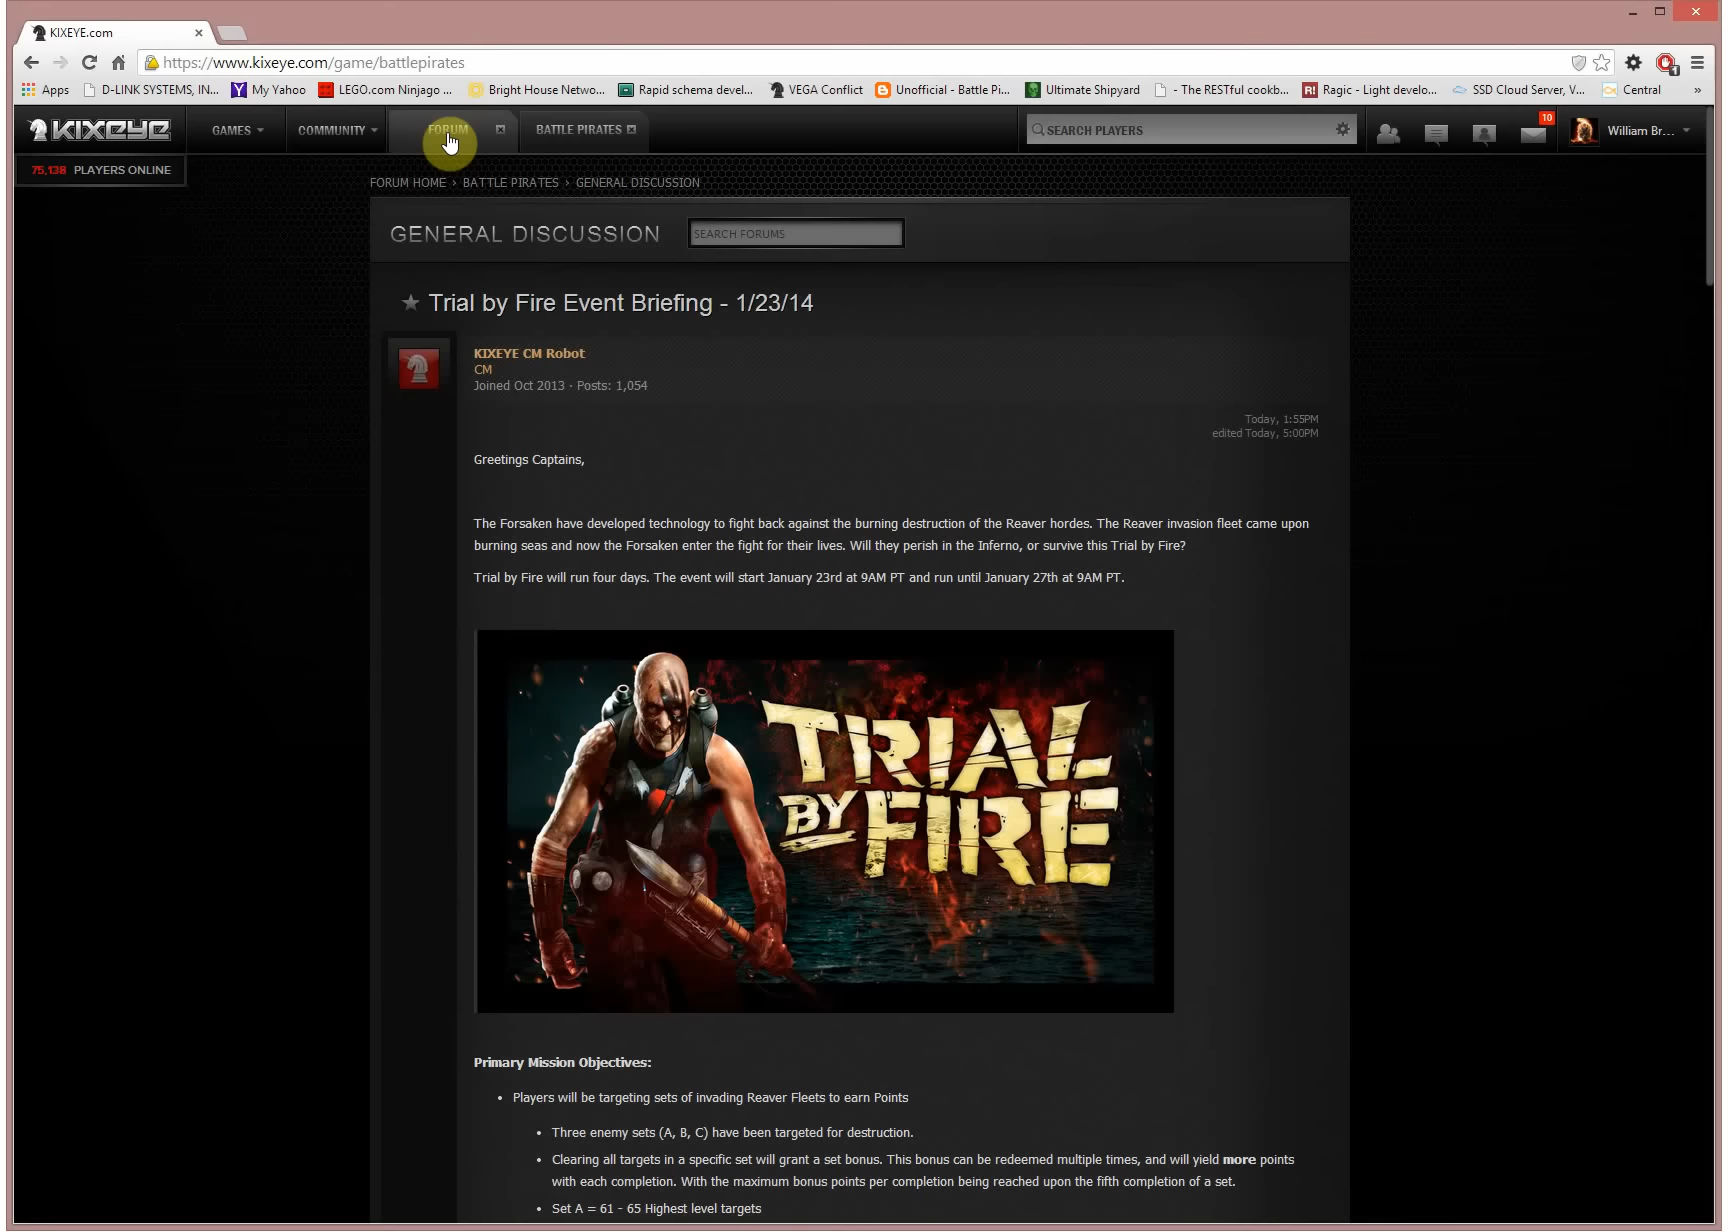 KIXEYE.com
https://www.kixeye.com/game/battlepirates
Apps D-LINK SYSTEMS, IN... My Yahoo LEGO.com Ninjago ... Bright House Netwo... Rapid schema devel... VEGA Conflict Unofficial - Battle Pi... Ultimate Shipyard - The RESTful cookb... R! Ragic - Light develo... SSD Cloud Server, V... Central »
KIXEYE GAMES COMMUNITY FORUM BATTLE PIRATES SEARCH PLAYERS 10 William Br...
75,138 PLAYERS ONLINE
FORUM HOME › BATTLE PIRATES › GENERAL DISCUSSION
GENERAL DISCUSSION SEARCH FORUMS
Trial by Fire Event Briefing - 1/23/14
KIXEYE CM Robot
CM
Joined Oct 2013 · Posts: 1,054
Today, 1:55PM
edited Today, 5:00PM
Greetings Captains,
The Forsaken have developed technology to fight back against the burning destruction of the Reaver hordes. The Reaver invasion fleet came upon
burning seas and now the Forsaken enter the fight for their lives. Will they perish in the Inferno, or survive this Trial by Fire?
Trial by Fire will run four days. The event will start January 23rd at 9AM PT and run until January 27th at 9AM PT.
TRIAL
BY FIRE
Primary Mission Objectives:
• Players will be targeting sets of invading Reaver Fleets to earn Points
• Three enemy sets (A, B, C) have been targeted for destruction.
• Clearing all targets in a specific set will grant a set bonus. This bonus can be redeemed multiple times, and will yield more points
with each completion. With the maximum bonus points per completion being reached upon the fifth completion of a set.
• Set A = 61 - 65 Highest level targets